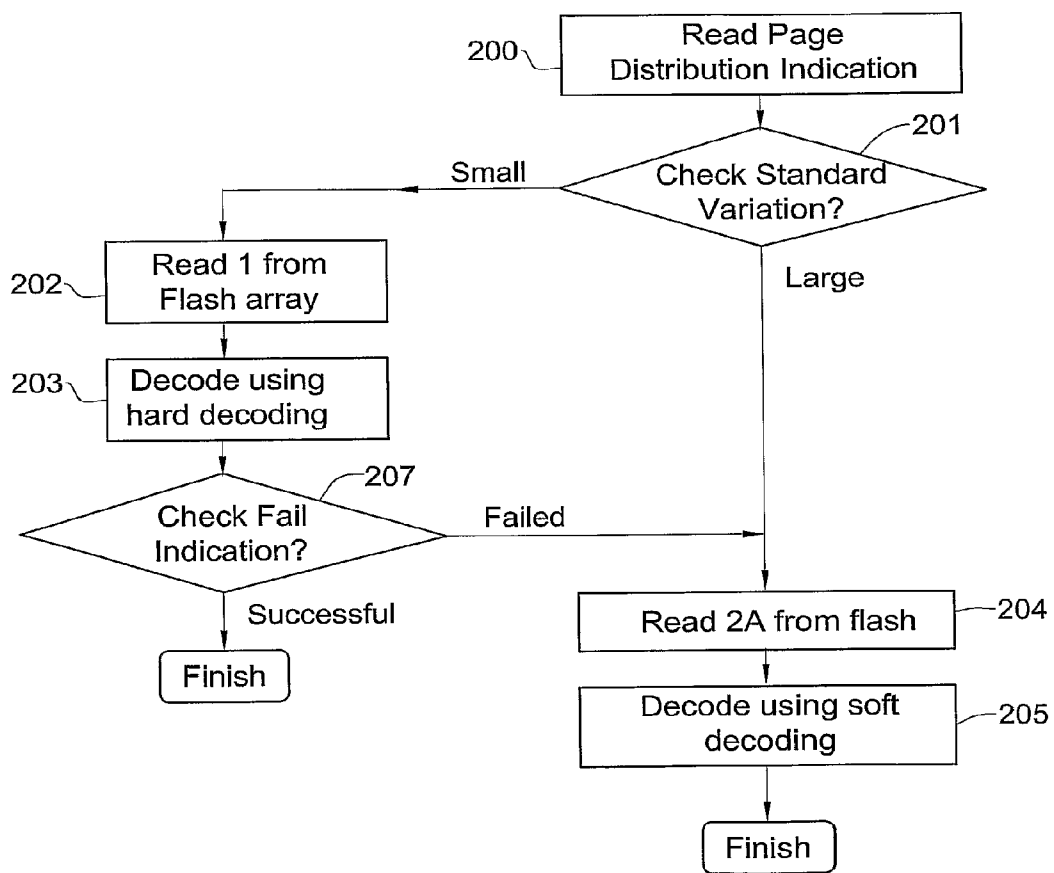 200
Read Page
Distribution Indication
201
Check Standard
Variation?
Small
Large
202
Read 1 from
Flash array
203
Decode using
hard decoding
207
Check Fail
Indication?
Failed
Successful
Finish
204
Read 2A from flash
205
Decode using soft
decoding
Finish